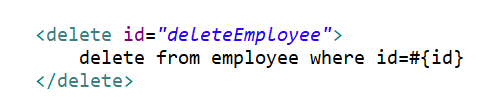 <delete id="deleteEmployee">
    delete from employee where id=#{id}
</delete>